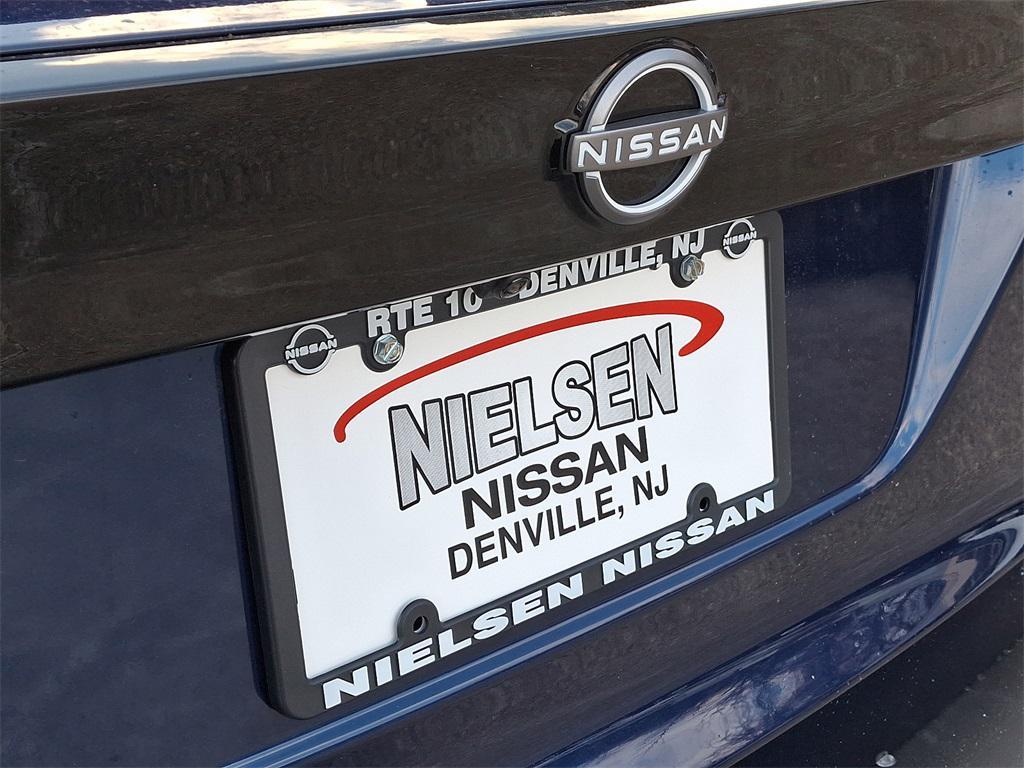 NISSAN
RTE 10 DENVILLE, NJ
NISSAN
NISSAN
NIELSEN
NISSAN
DENVILLE, NJ
NIELSEN NISSAN